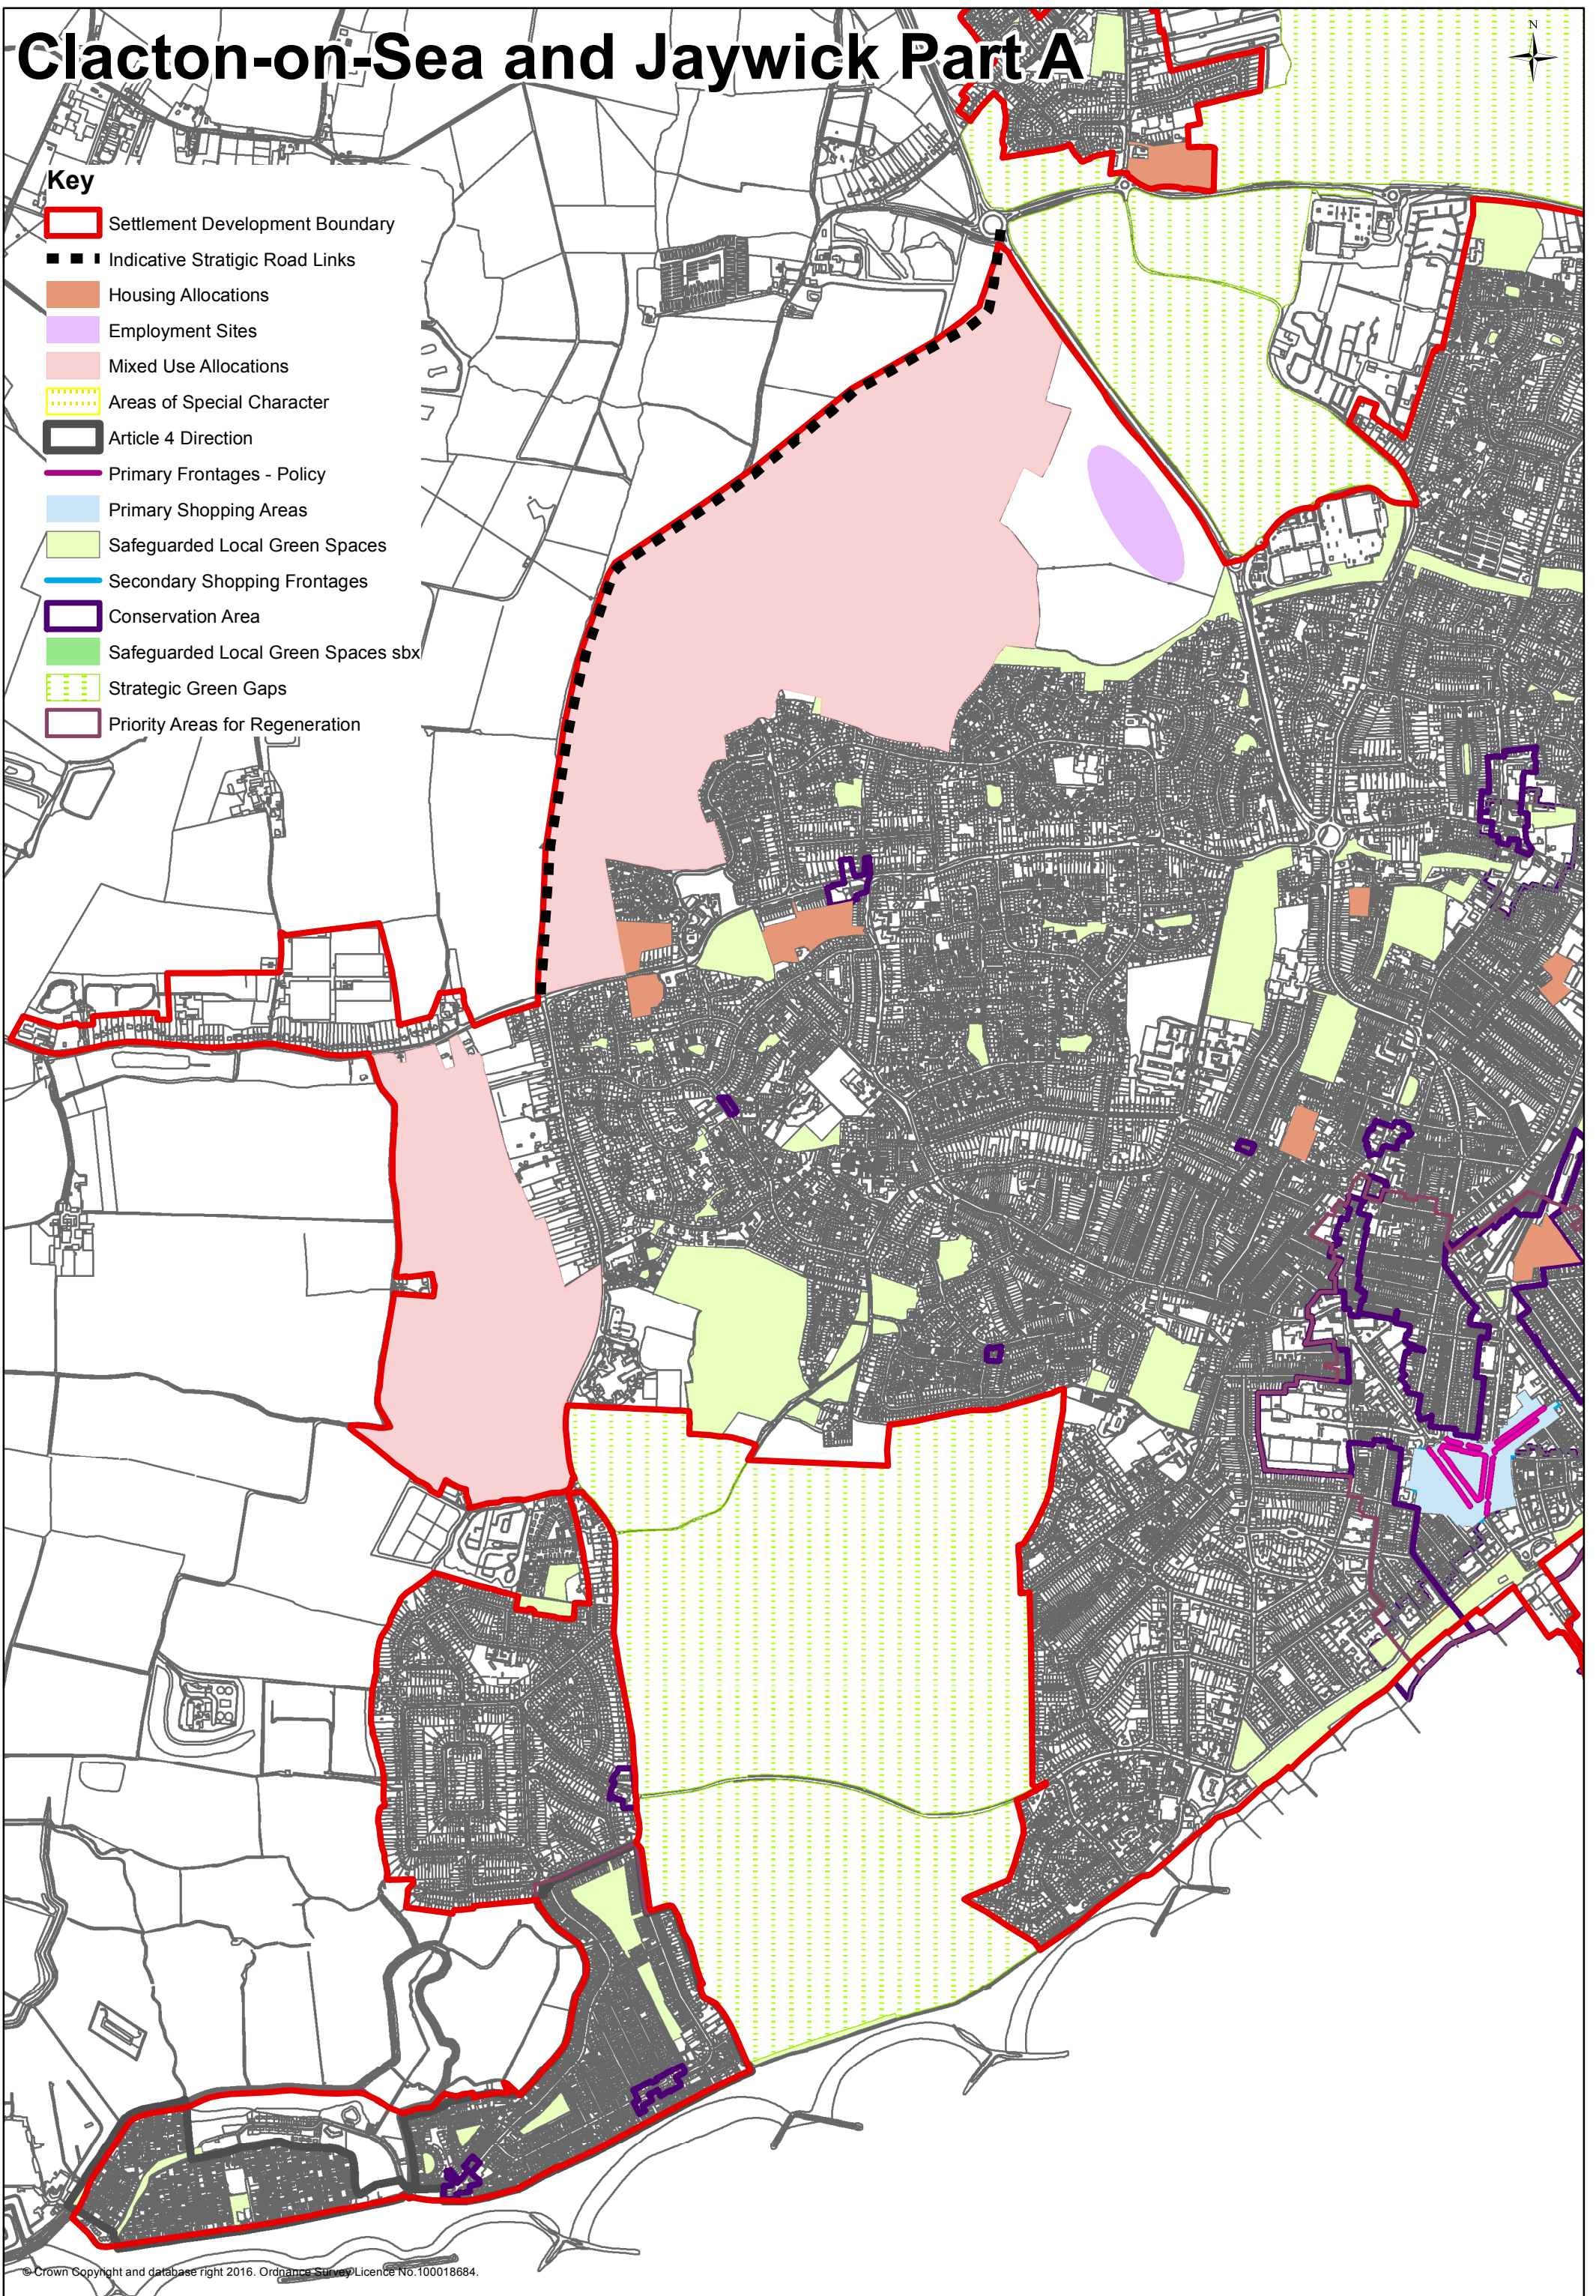 Clacton-on-Sea and Jaywick Part A
N
Key
Settlement Development Boundary
Indicative Stratigic Road Links
Housing Allocations
Employment Sites
Mixed Use Allocations
Areas of Special Character
Article 4 Direction
Primary Frontages - Policy
Primary Shopping Areas
Safeguarded Local Green Spaces
Secondary Shopping Frontages
Conservation Area
Safeguarded Local Green Spaces sbx
Strategic Green Gaps
Priority Areas for Regeneration
© Crown Copyright and database right 2016. Ordnance Survey Licence No.100018684.